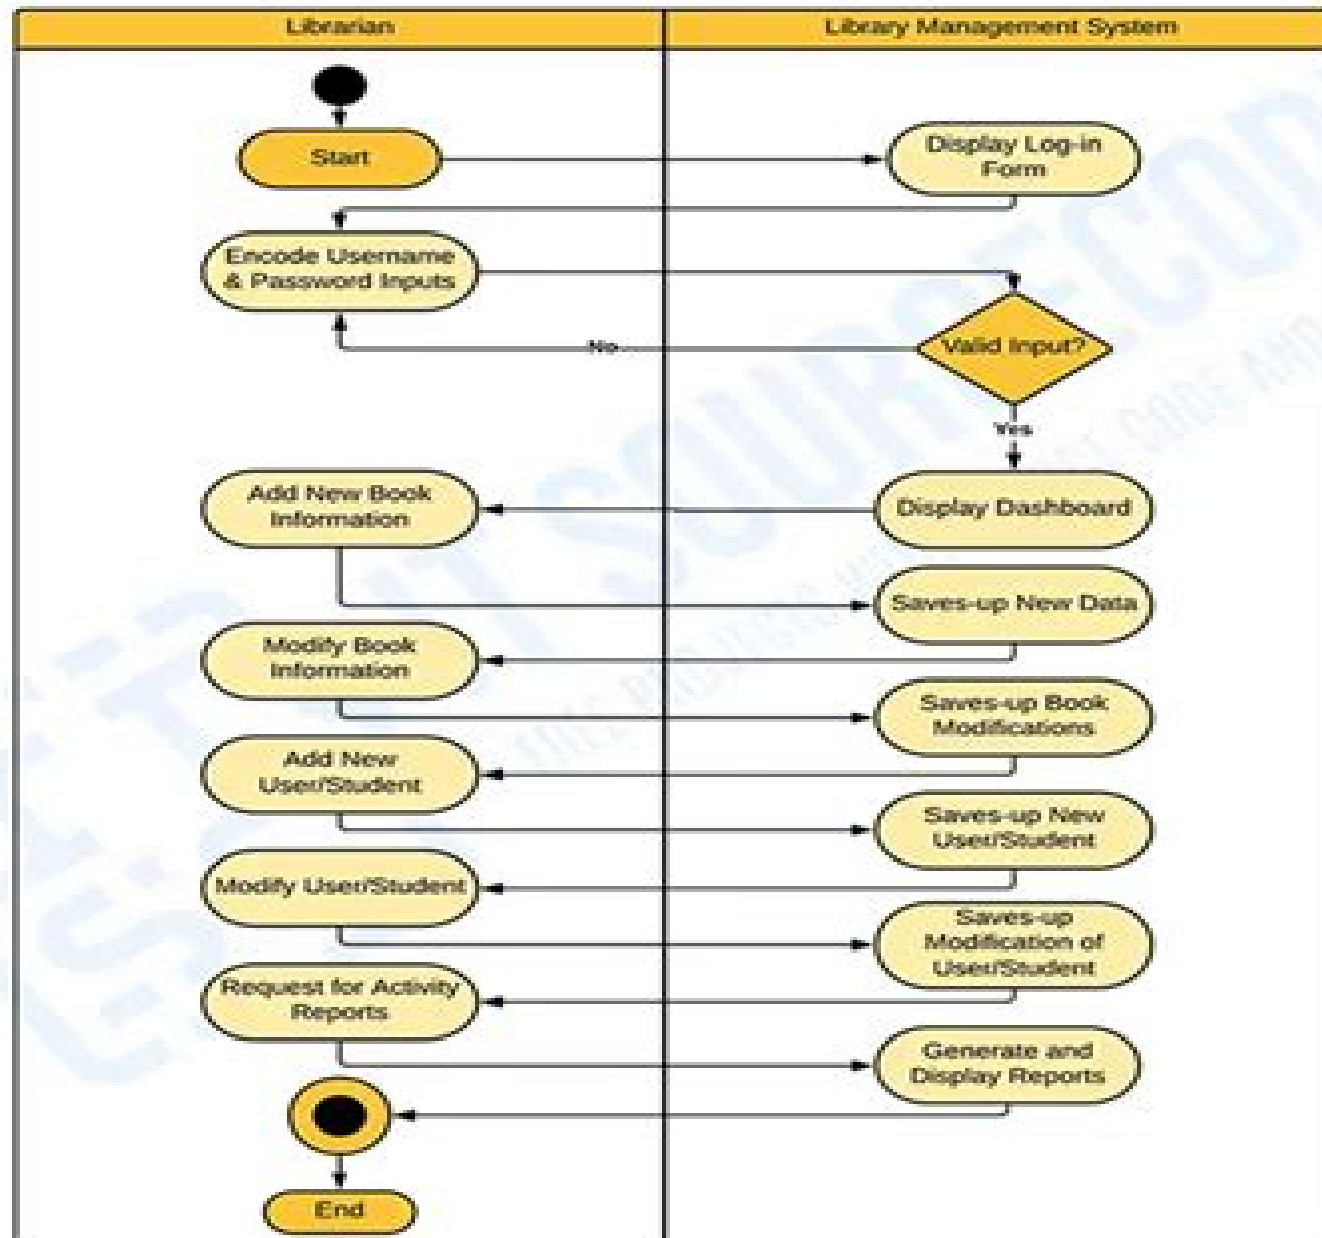 Librarian
Library Management System
Start
Display Log-in
Form
Encode Username
& Password Inputs
Valid Input?
No
Yes
Add New Book
Information
Display Dashboard
Saves-up New Data
Modify Book
Information
Saves-up Book
Modifications
Add New
User/Student
Saves-up New
User/Student
Modify User/Student
Saves-up
Modification of
User/Student
Request for Activity
Reports
Generate and
Display Reports
End